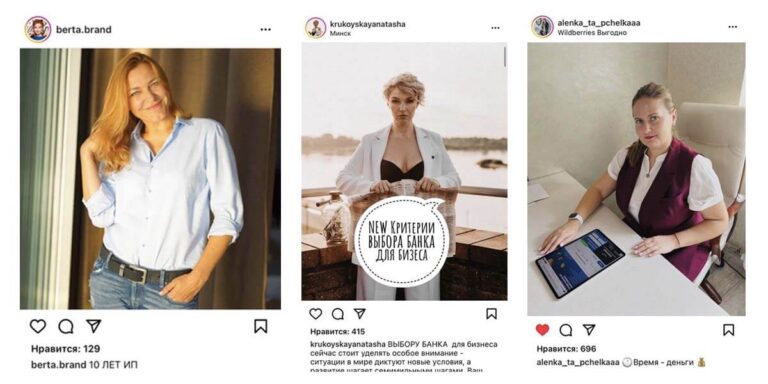 berta.brand
Нравится: 129
berta.brand 10 ЛЕТ ИП
krukoyskayanatasha
Минск
NEW КРИТЕРИИ
ВЫБОРА БАНКА
ДЛЯ БИЗЕСА
Нравится: 415
krukoyskayanatasha ВЫБОРУ БАНКА для бизнеса
сейчас стоит уделять особое внимание -
ситуации в мире диктуют новые условия, а
развитие шагает семимильными шагами. Ваш
alenka_ta_pchelkaaa
Wildberries Выгодно
Нравится: 696
alenka_ta_pchelkaaa 🕐Время - деньги 💰